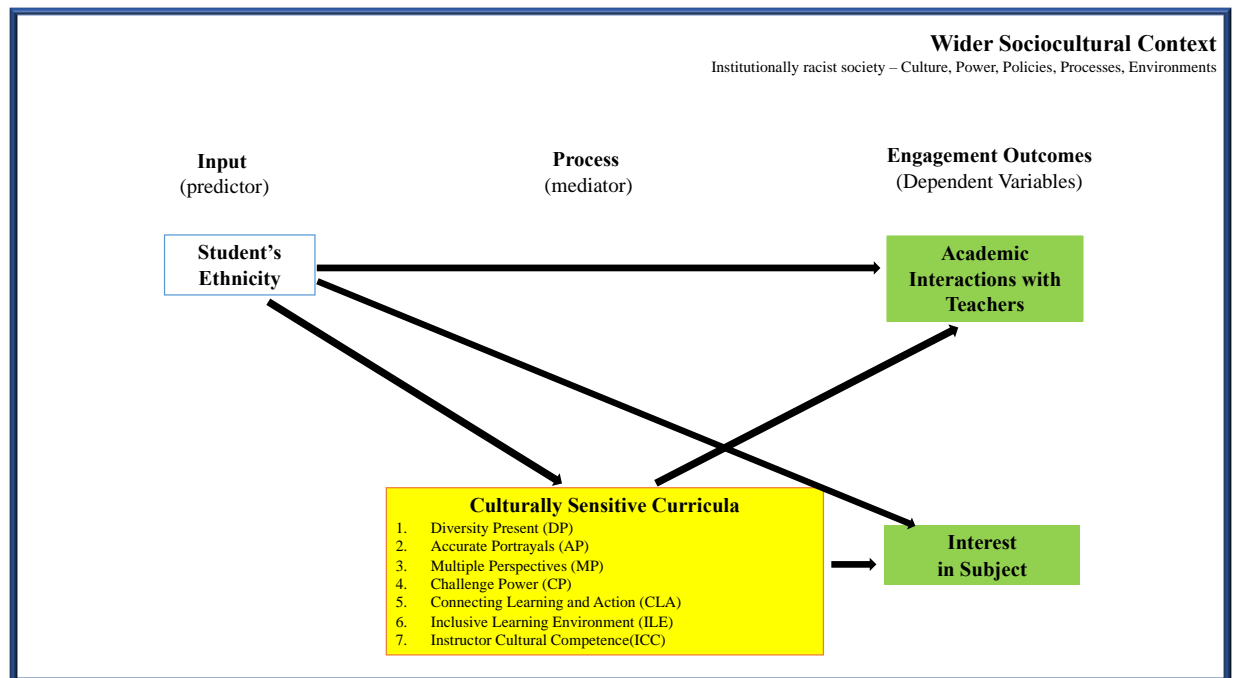 Wider Sociocultural Context
Institutionally racist society – Culture, Power, Policies, Processes, Environments
Input
(predictor)
Process
(mediator)
Engagement Outcomes
(Dependent Variables)
Student’s
Ethnicity
Academic
Interactions with
Teachers
Culturally Sensitive Curricula
1. Diversity Present (DP)
2. Accurate Portrayals (AP)
3. Multiple Perspectives (MP)
4. Challenge Power (CP)
5. Connecting Learning and Action (CLA)
6. Inclusive Learning Environment (ILE)
7. Instructor Cultural Competence(ICC)
Interest
in Subject